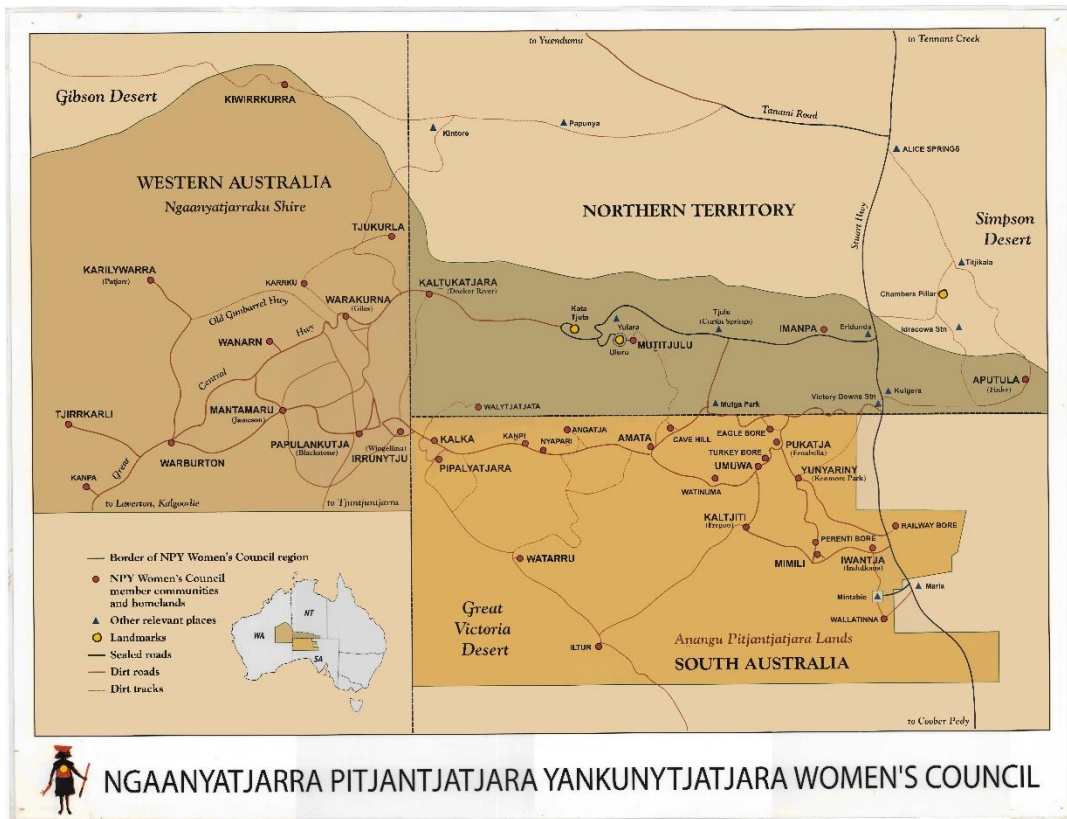 to Yuendumu
to Tennant Creek
Gibson Desert
KIWIRRKURRA
Tanami Road
Kintore
Papunya
ALICE SPRINGS
WESTERN AUSTRALIA
Ngaanyatjarraku Shire
NORTHERN TERRITORY
Stuart Hwy
Simpson
Desert
TJUKURLA
Titjikala
KARILYWARRA
(Patjarr)
KARRKU
KALTUKATJARA
(Docker River)
Chambers Pillar
WARAKURNA
(Giles)
Old Gunbarrel Hwy
Kata
Tjuta
Yulara
Tjulu
(Curtin Springs)
IMANPA
Erldunda
Idracowa Stn
Hwy
WANARN
Uluru
MUTITJULU
Central
APUTULA
(Finke)
Kulgera
Victory Downs Stn
Mulga Park
WALYTJATJATA
MANTAMARU
(Jameson)
TJIRRKARLI
PAPULANKUTJA
(Blackstone)
(Wingelina)
IRRUNYTJU
WARBURTON
Great
KANPA
to Laverton, Kalgoorlie
to Tjuntjuntjarra
KALKA
KANPI
ANGATJA
NYAPARI
AMATA
CAVE HILL
EAGLE BORE
PUKATJA
(Ernabella)
PIPALYATJARA
TURKEY BORE
UMUWA
YUNYARINY
(Kenmore Park)
WATINUMA
KALTJITI
(Fregon)
RAILWAY BORE
PERENTI BORE
WATARRU
MIMILI
IWANTJA
(Indulkana)
Mintabie
Marla
WALLATINNA
Great
Victoria
Desert
ILTUR
Anangu Pitjantjatjara Lands
SOUTH AUSTRALIA
to Coober Pedy
Border of NPY Women's Council region
NPY Women's Council
member communities
and homelands
Other relevant places
Landmarks
Sealed roads
Dirt roads
Dirt tracks
WA
NT
SA
NGAANYATJARRA PITJANTJATJARA YANKUNYTJATJARA WOMEN'S COUNCIL